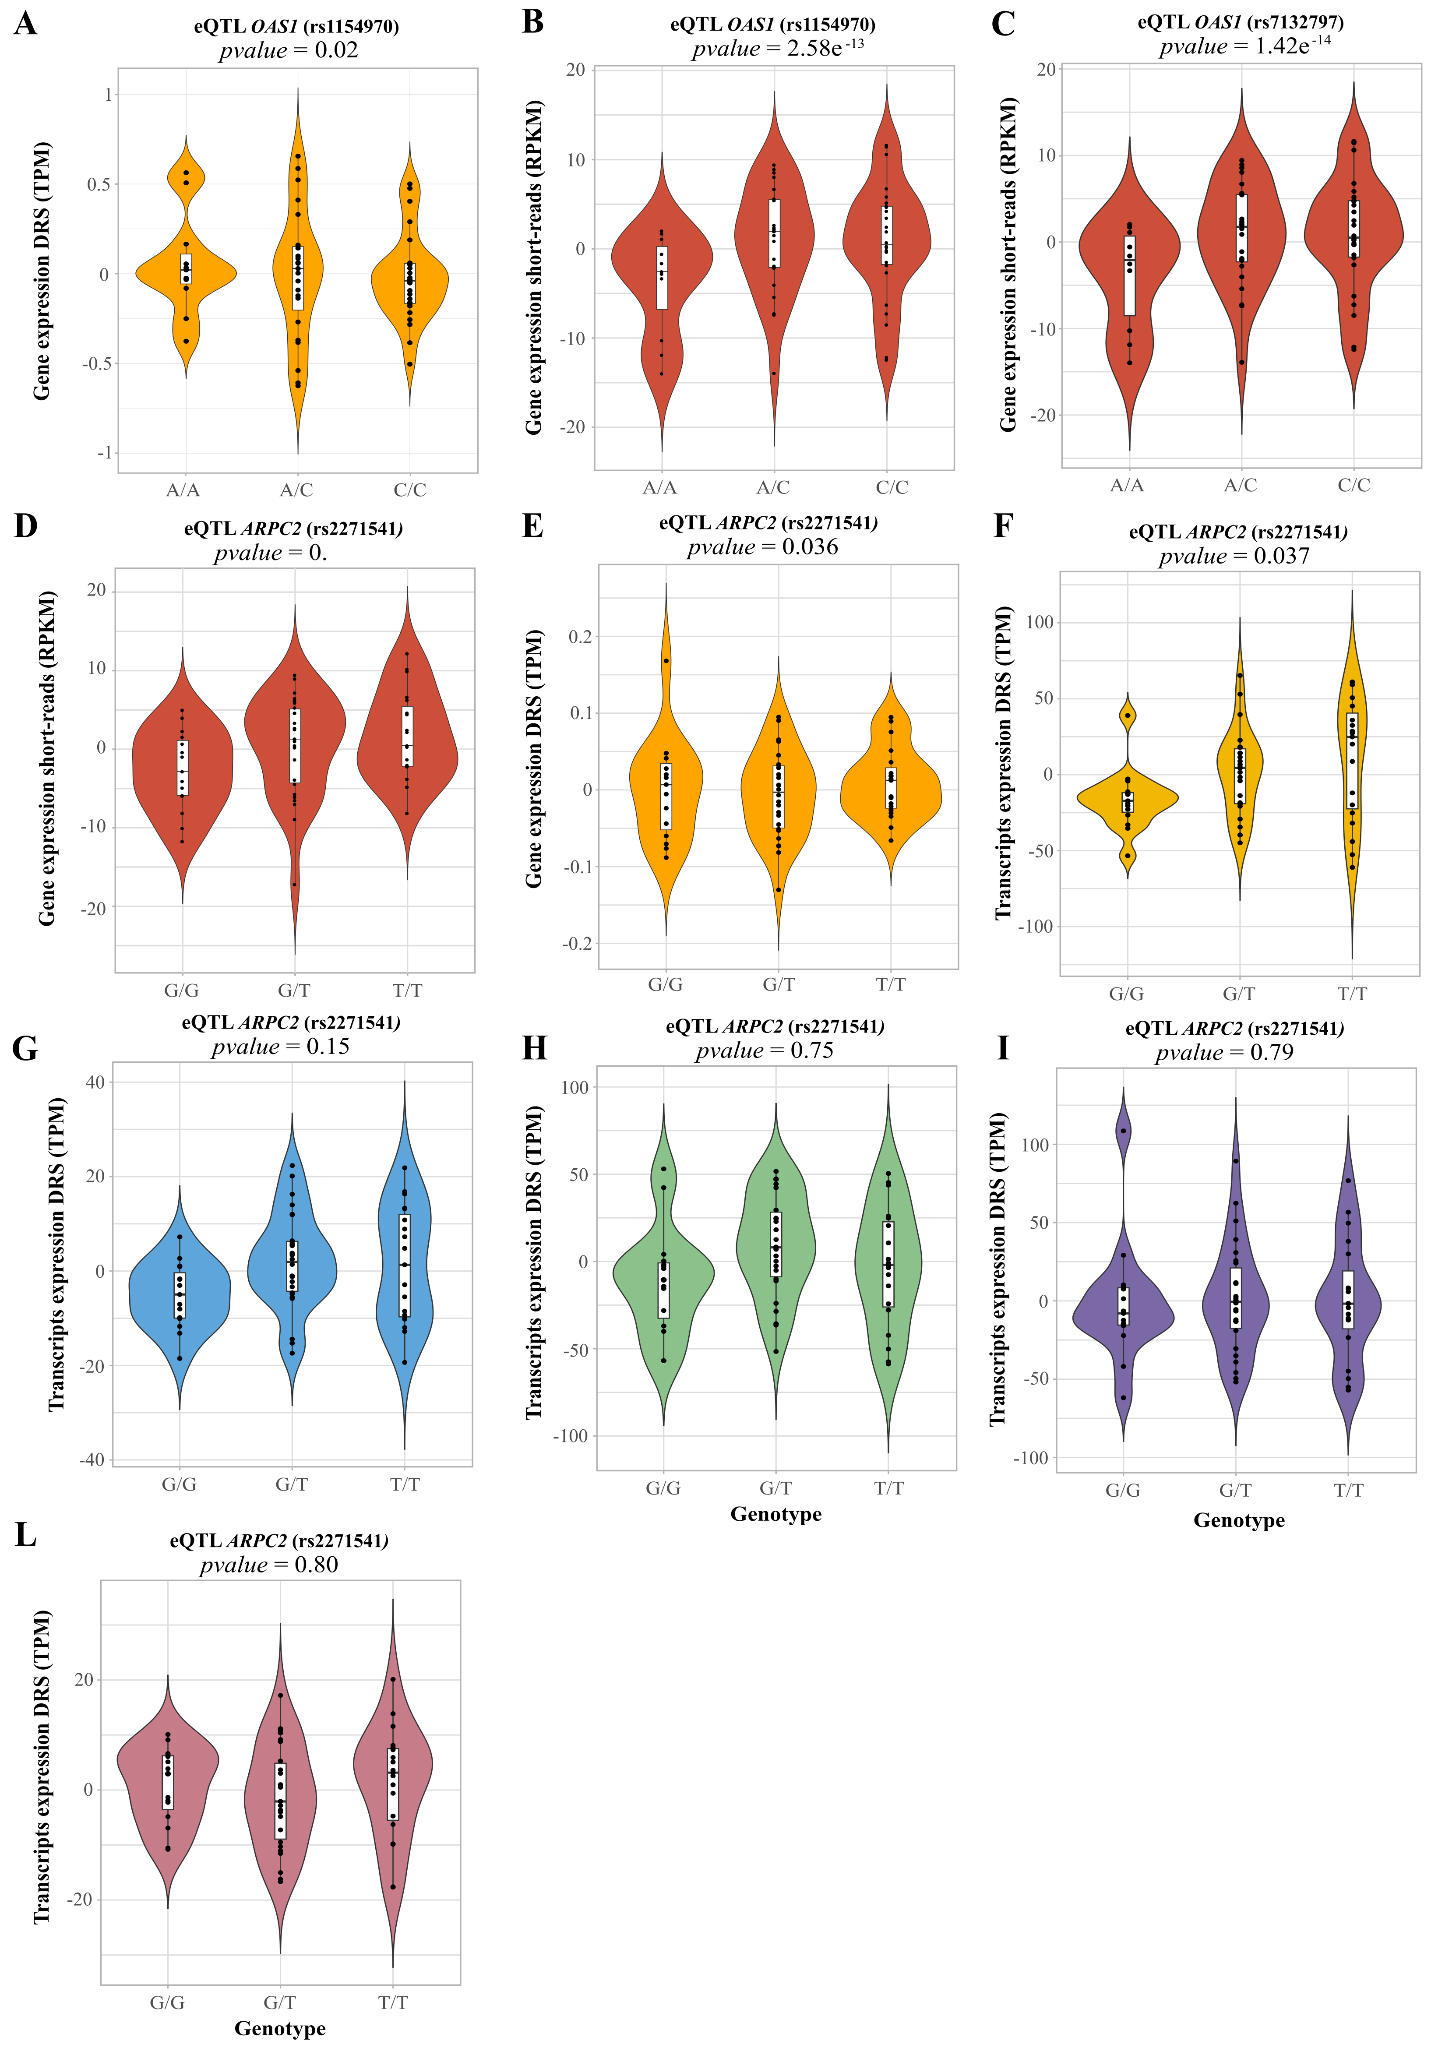 A
eQTL OAS1 (rs1154970)
pvalue = 0.02
Gene expression DRS (TPM)
1
0.5
0
-0.5
-1
A/A A/C C/C
B
eQTL OAS1 (rs1154970)
pvalue = 2.58e-13
Gene expression short-reads (RPKM)
20
10
0
-10
-20
A/A A/C C/C
C
eQTL OAS1 (rs7132797)
pvalue = 1.42e-14
Gene expression short-reads (RPKM)
20
10
0
-10
-20
A/A A/C C/C
D
eQTL ARPC2 (rs2271541)
pvalue = 0.
Gene expression short-reads (RPKM)
20
10
0
-10
-20
G/G G/T T/T
E
eQTL ARPC2 (rs2271541)
pvalue = 0.036
Gene expression DRS (TPM)
0.2
0.1
0
-0.1
-0.2
G/G G/T T/T
F
eQTL ARPC2 (rs2271541)
pvalue = 0.037
Transcripts expression DRS (TPM)
100
50
0
-50
-100
G/G G/T T/T
G
eQTL ARPC2 (rs2271541)
pvalue = 0.15
Transcripts expression DRS (TPM)
40
20
0
-20
-40
G/G G/T T/T
H
eQTL ARPC2 (rs2271541)
pvalue = 0.75
Transcripts expression DRS (TPM)
100
50
0
-50
-100
G/G G/T T/T
Genotype
I
eQTL ARPC2 (rs2271541)
pvalue = 0.79
Transcripts expression DRS (TPM)
100
50
0
-50
-100
G/G G/T T/T
Genotype
L
eQTL ARPC2 (rs2271541)
pvalue = 0.80
Transcripts expression DRS (TPM)
20
0
-20
G/G G/T T/T
Genotype